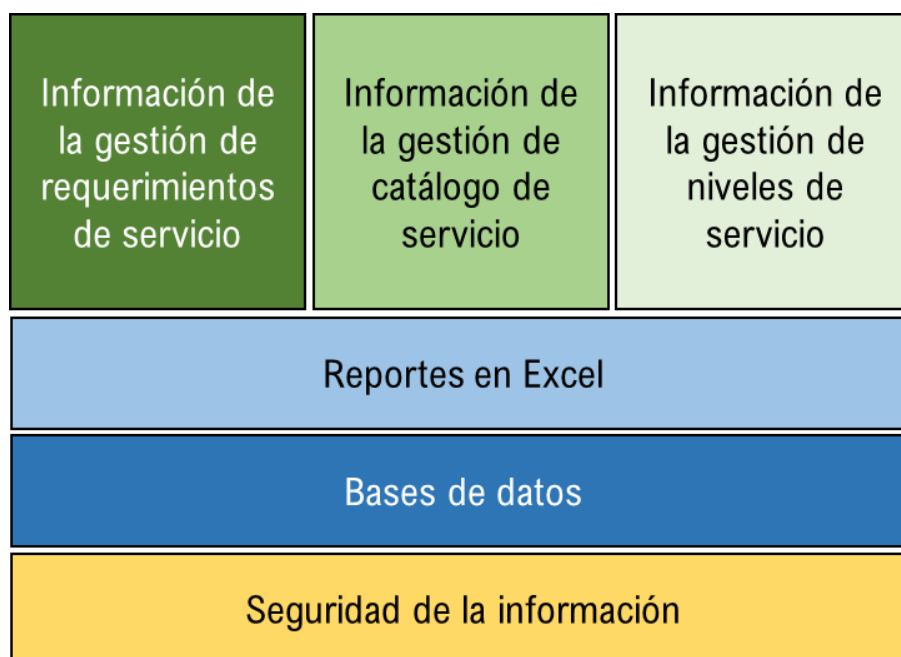 Información de
la gestión de
requerimientos
de servicio
Información de
la gestión de
catálogo de
servicio
Información de
la gestión de
niveles de
servicio
Reportes en Excel
Bases de datos
Seguridad de la información